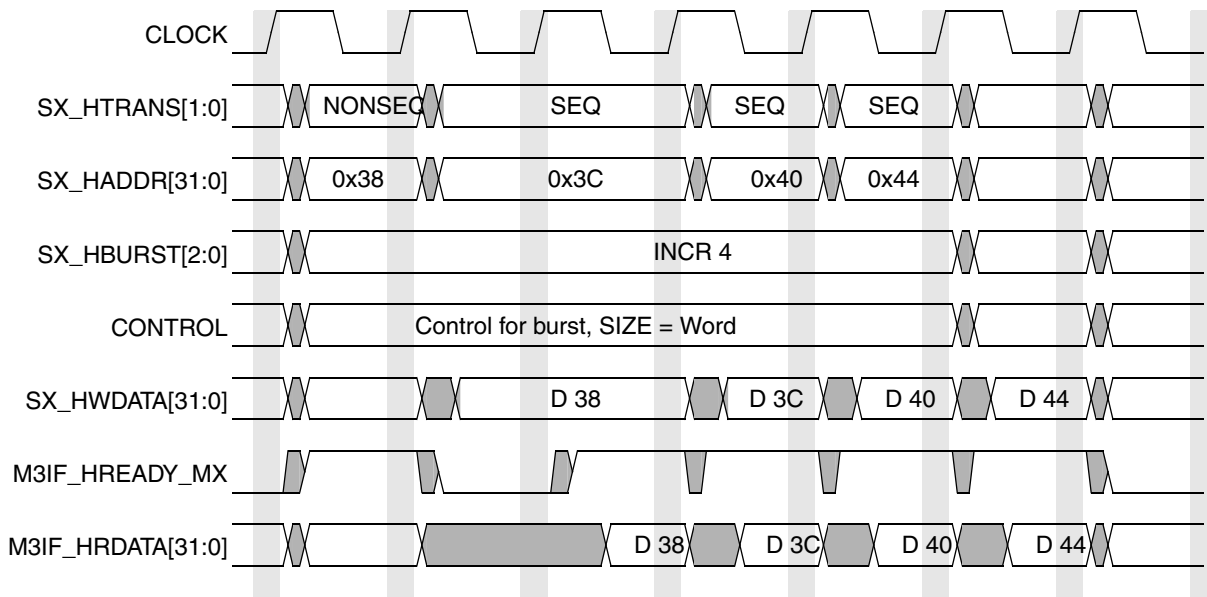 CLOCK
SX_HTRANS[1:0] NONSEQ SEQ SEQ SEQ
SX_HADDR[31:0] 0x38 0x3C 0x40 0x44
SX_HBURST[2:0] INCR 4
CONTROL Control for burst, SIZE = Word
SX_HWDATA[31:0] D 38 D 3C D 40 D 44
M3IF_HREADY_MX
M3IF_HRDATA[31:0] D 38 D 3C D 40 D 44